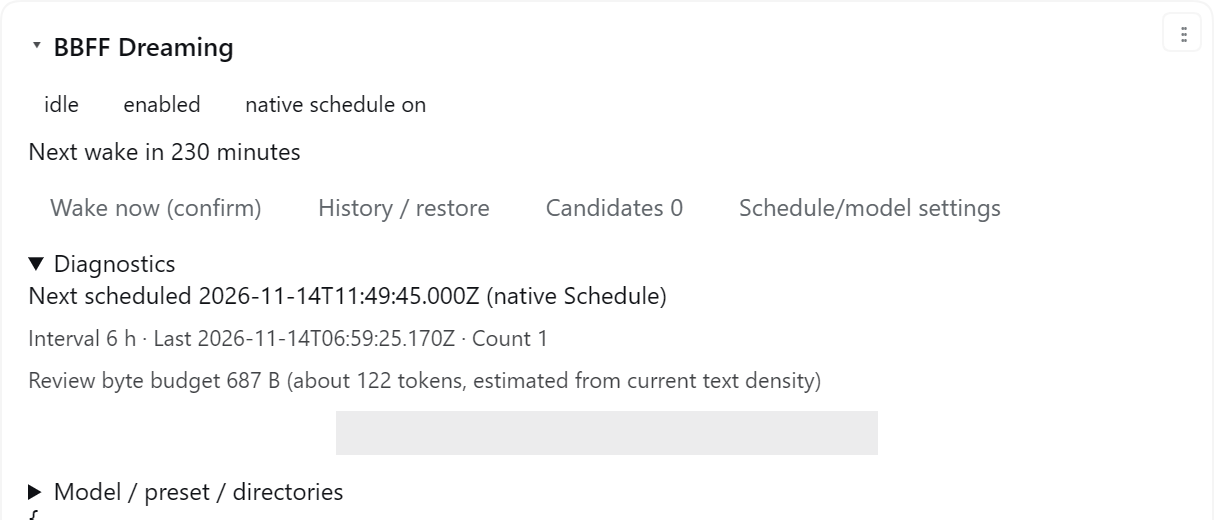 BBFF Dreaming
idle enabled native schedule on
Next wake in 230 minutes
Wake now (confirm) History / restore Candidates 0 Schedule/model settings
▼ Diagnostics
Next scheduled 2026-11-14T11:49:45.000Z (native Schedule)
Interval 6 h · Last 2026-11-14T06:59:25.170Z · Count 1
Review byte budget 687 B (about 122 tokens, estimated from current text density)
▶ Model / preset / directories
{